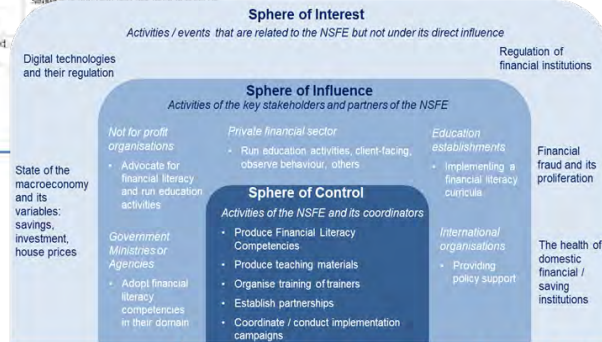 Sphere of Interest
Activities / events that are related to the NSFE but not under its direct influence
Digital technologies
and their regulation
Regulation of
financial institutions
Sphere of Influence
Activities of the key stakeholders and partners of the NSFE
Not for profit
organisations
• Advocate for
financial literacy
and run education
activities
Private financial sector
• Run education activities, client-facing,
observe behaviour, others
Education
establishments
• Implementing a
financial literacy
curricula
State of the
macroeconomy
and its
variables:
savings,
investment,
house prices
Financial
fraud and its
proliferation
Sphere of Control
Activities of the NSFE and its coordinators
• Produce Financial Literacy
Competencies
• Produce teaching materials
• Organise training of trainers
• Establish partnerships
• Coordinate / conduct implementation
campaigns
Government
Ministries or
Agencies
• Adopt financial
literacy
competencies
in their domain
International
organisations
• Providing
policy support
The health of
domestic
financial /
saving
institutions